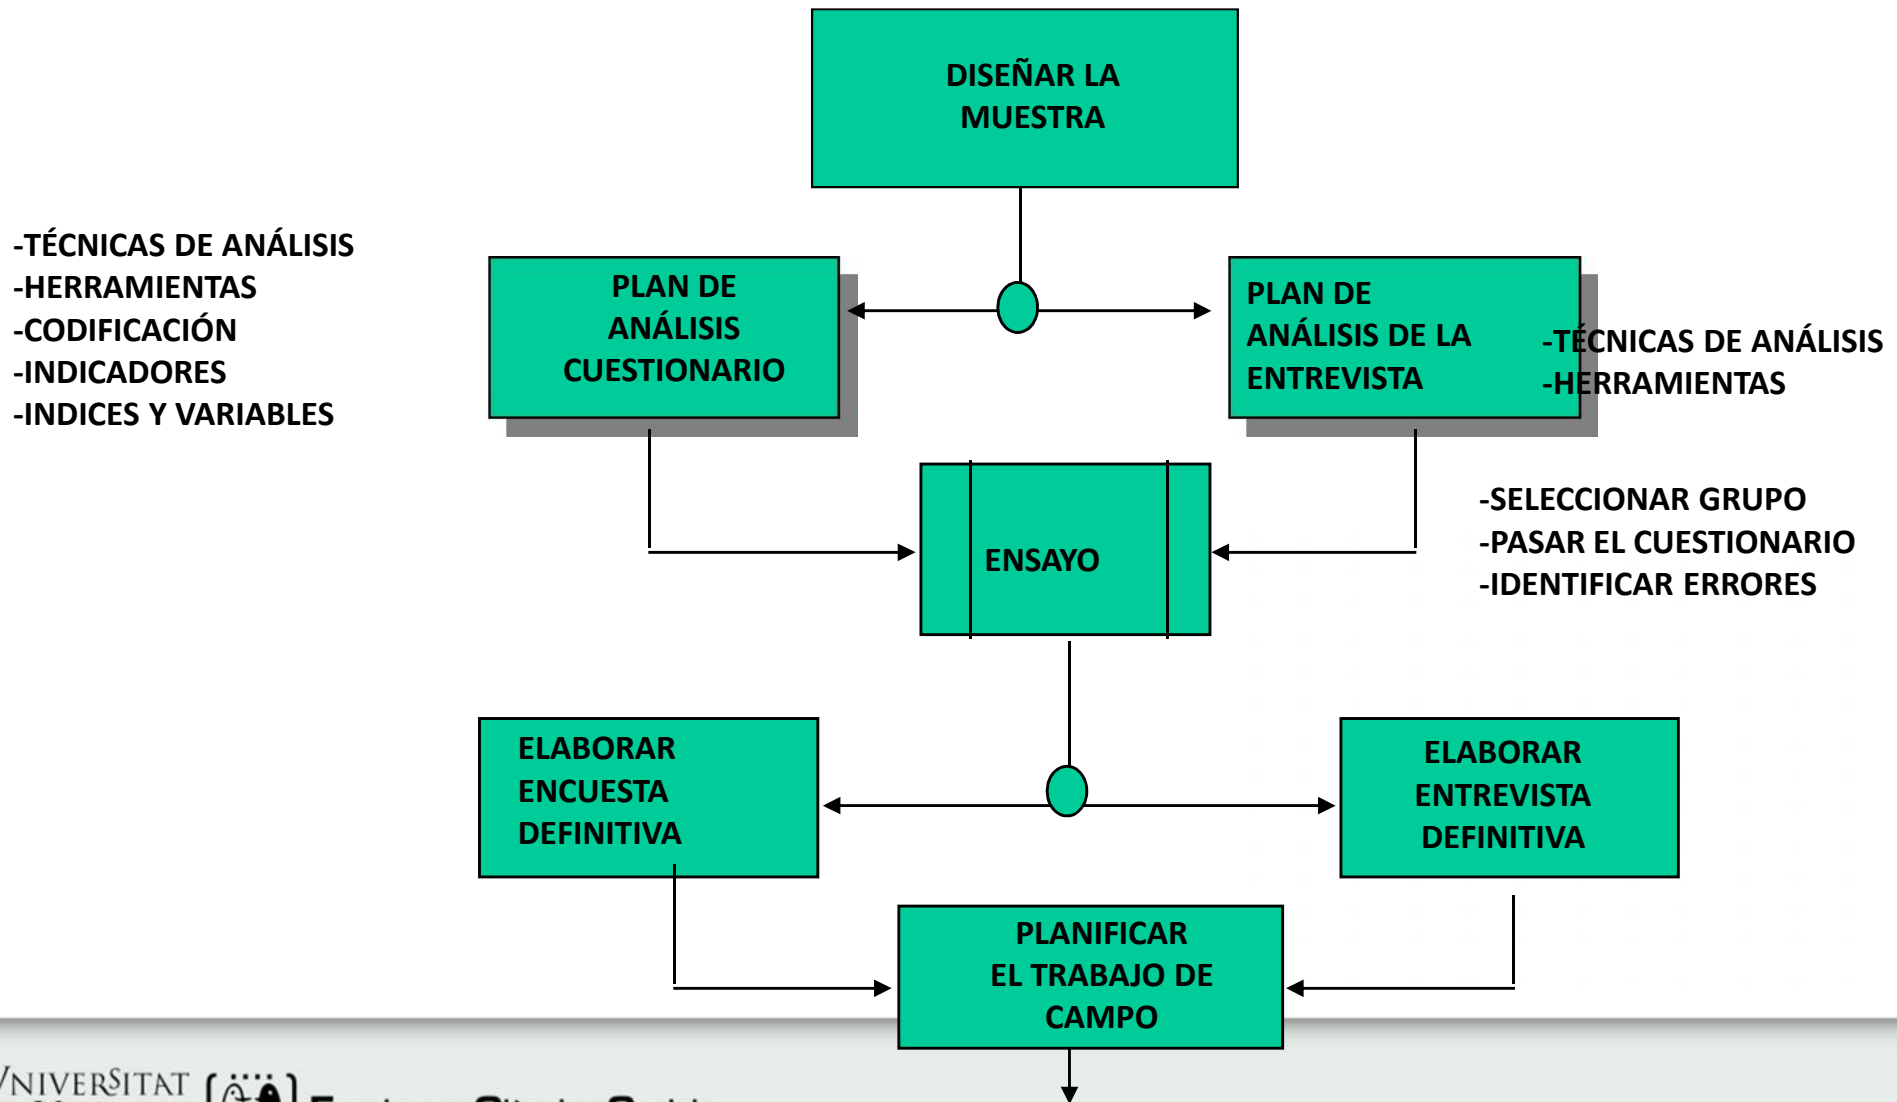 DISEÑAR LA
MUESTRA
-TÉCNICAS DE ANÁLISIS
-HERRAMIENTAS
-CODIFICACIÓN
-INDICADORES
-INDICES Y VARIABLES
PLAN DE
ANÁLISIS
CUESTIONARIO
PLAN DE
ANÁLISIS DE LA
ENTREVISTA
-TÉCNICAS DE ANÁLISIS
-HERRAMIENTAS
ENSAYO
-SELECCIONAR GRUPO
-PASAR EL CUESTIONARIO
-IDENTIFICAR ERRORES
ELABORAR
ENCUESTA
DEFINITIVA
ELABORAR
ENTREVISTA
DEFINITIVA
PLANIFICAR
EL TRABAJO DE
CAMPO
VNIVERSITAT